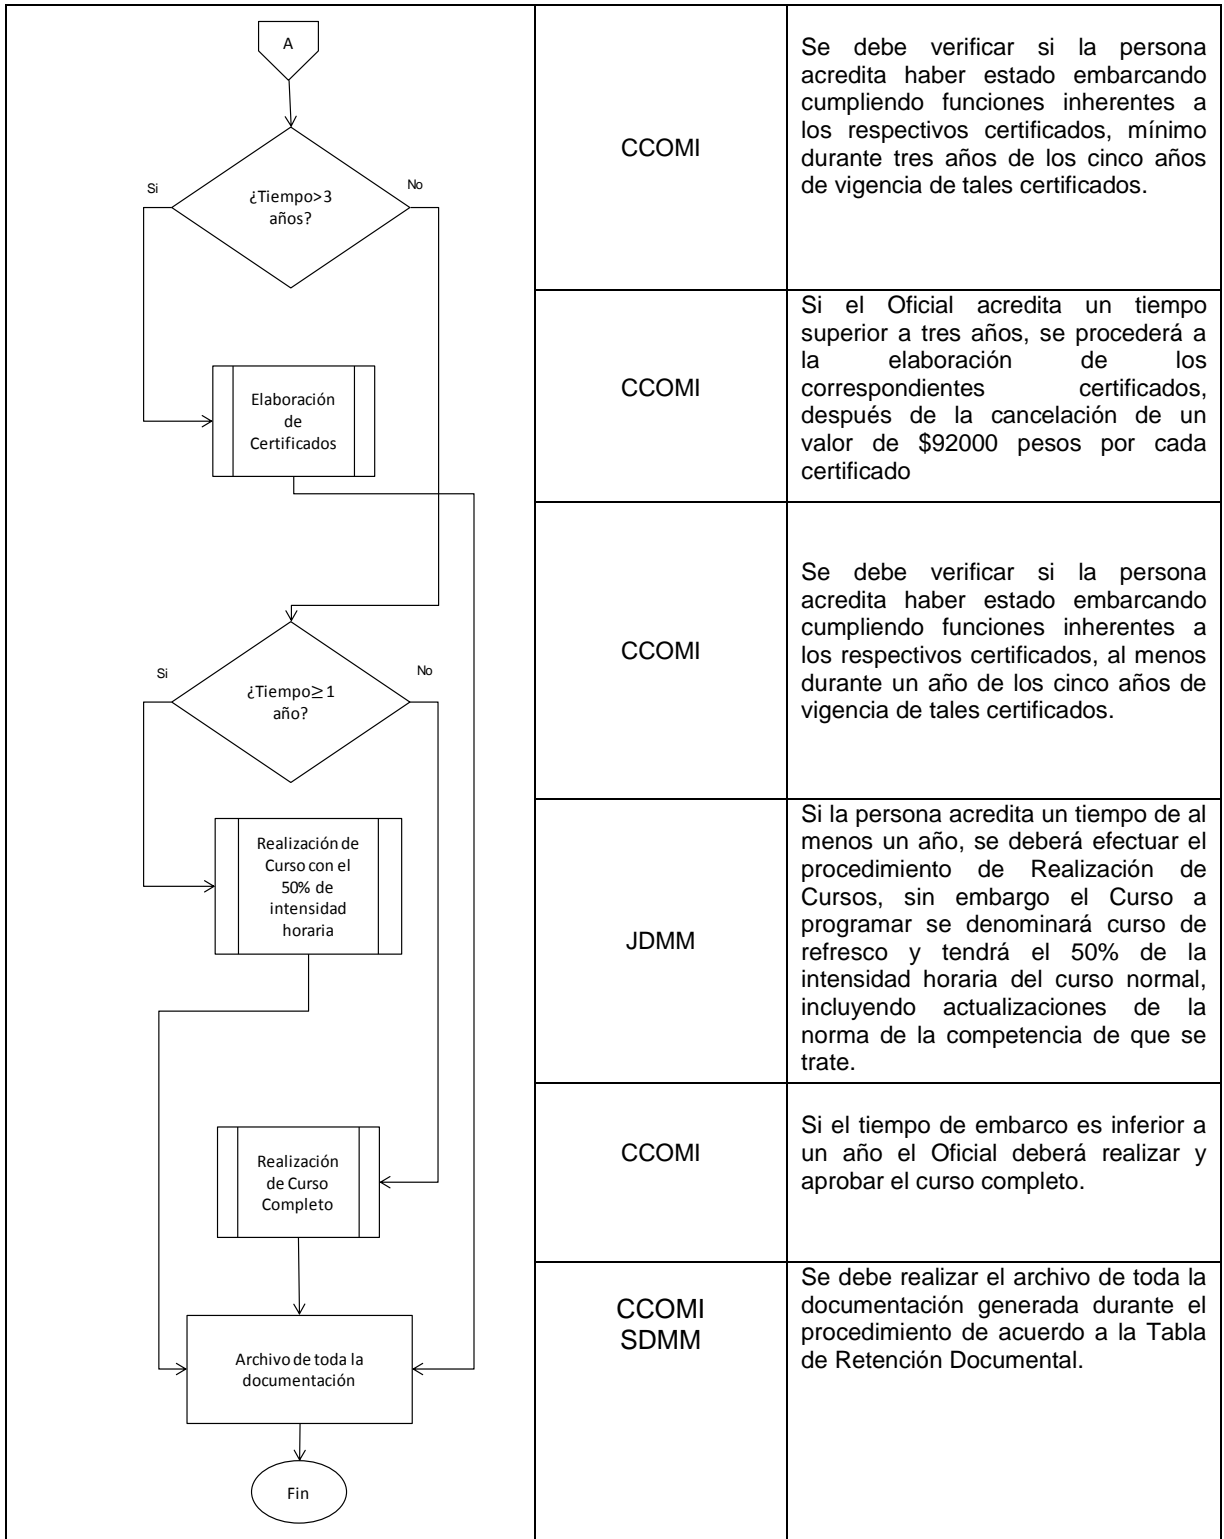 A
¿Tiempo>3
años?
Si
No
CCOMI
Se debe verificar si la persona
acredita haber estado embarcando
cumpliendo funciones inherentes a
los respectivos certificados, mínimo
durante tres años de los cinco años
de vigencia de tales certificados.
Elaboración
de
Certificados
CCOMI
Si el Oficial acredita un tiempo
superior a tres años, se procederá a
la elaboración de los
correspondientes certificados,
después de la cancelación de un
valor de $92000 pesos por cada
certificado
¿Tiempo≥1
año?
Si
No
CCOMI
Se debe verificar si la persona
acredita haber estado embarcando
cumpliendo funciones inherentes a
los respectivos certificados, al menos
durante un año de los cinco años de
vigencia de tales certificados.
Realización de
Curso con el
50% de
intensidad
horaria
JDMM
Si la persona acredita un tiempo de al
menos un año, se deberá efectuar el
procedimiento de Realización de
Cursos, sin embargo el Curso a
programar se denominará curso de
refresco y tendrá el 50% de la
intensidad horaria del curso normal,
incluyendo actualizaciones de la
norma de la competencia de que se
trate.
Realización
de Curso
Completo
CCOMI
Si el tiempo de embarco es inferior a
un año el Oficial deberá realizar y
aprobar el curso completo.
Archivo de toda la
documentación
CCOMI
SDMM
Se debe realizar el archivo de toda la
documentación generada durante el
procedimiento de acuerdo a la Tabla
de Retención Documental.
Fin